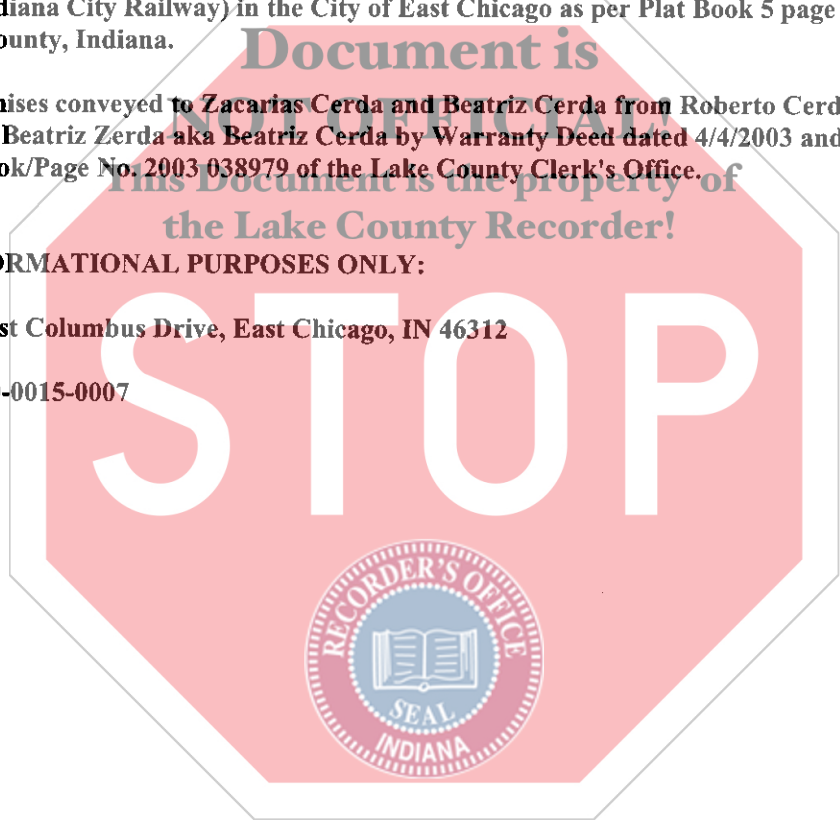 diana City Railway) in the City of East Chicago as per Plat Book 5 page
ounty, Indiana.
Document is
NOT OFFICIAL!
ises conveyed to Zacarias Cerda and Beatriz Cerda from Roberto Cerd
Beatriz Zerda aka Beatriz Cerda by Warranty Deed dated 4/4/2003 and
ok/Page No. 2003 038979 of the Lake County Clerk's Office.
This Document is the property of
the Lake County Recorder!
ORMATIONAL PURPOSES ONLY:
st Columbus Drive, East Chicago, IN 46312
-0015-0007
STOP
RECORDER'S OFFICE
SEAL
INDIANA